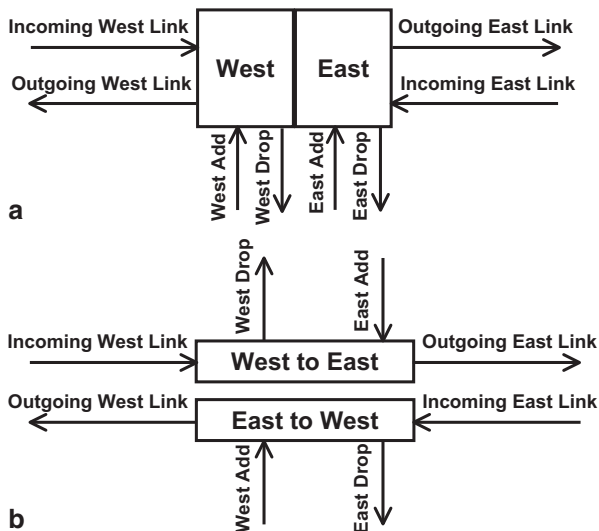 Incoming West Link
Outgoing East Link
West
East
Outgoing West Link
Incoming East Link
West Add
West Drop
East Add
East Drop
a
West Drop
East Add
Incoming West Link
Outgoing East Link
West to East
Outgoing West Link
Incoming East Link
East to West
West Add
East Drop
b